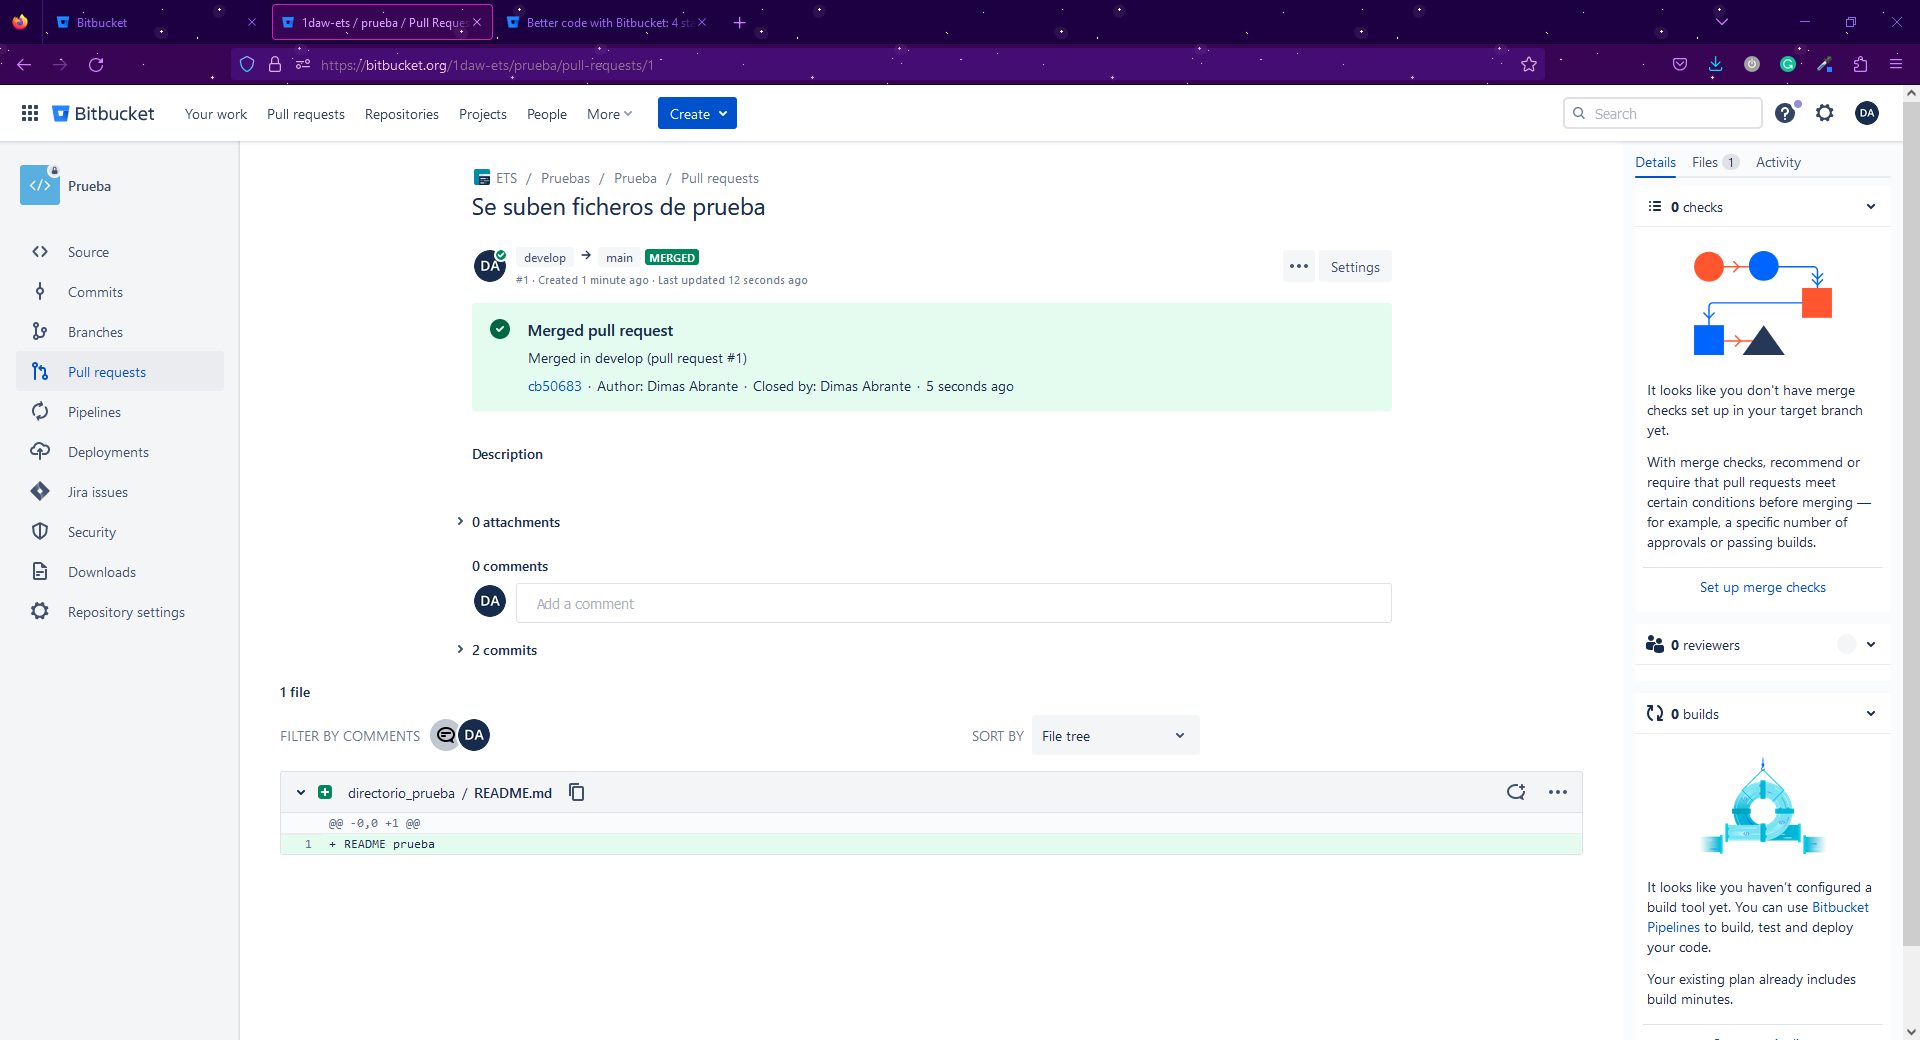 Bitbucket
1daw-ets / prueba / Pull Reque
Better code with Bitbucket: 4 sta
https://bitbucket.org/1daw-ets/prueba/pull-requests/1
Bitbucket
Your work
Pull requests
Repositories
Projects
People
More
Create
Search
DA
Prueba
Source
Commits
Branches
Pull requests
Pipelines
Deployments
Jira issues
Security
Downloads
Repository settings
ETS / Pruebas / Prueba / Pull requests
Se suben ficheros de prueba
DA
develop → main MERGED
#1 · Created 1 minute ago · Last updated 12 seconds ago
Settings
Merged pull request
Merged in develop (pull request #1)
cb50683 · Author: Dimas Abrante · Closed by: Dimas Abrante · 5 seconds ago
Description
0 attachments
0 comments
DA
Add a comment
2 commits
1 file
FILTER BY COMMENTS
DA
SORT BY
File tree
directorio_prueba / README.md
@@ -0,0 +1 @@
1 + README prueba
Details
Files 1
Activity
0 checks
It looks like you don't have merge
checks set up in your target branch
yet.
With merge checks, recommend or
require that pull requests meet
certain conditions before merging —
for example, a specific number of
approvals or passing builds.
Set up merge checks
0 reviewers
0 builds
It looks like you haven't configured a
build tool yet. You can use Bitbucket
Pipelines to build, test and deploy
your code.
Your existing plan already includes
build minutes.